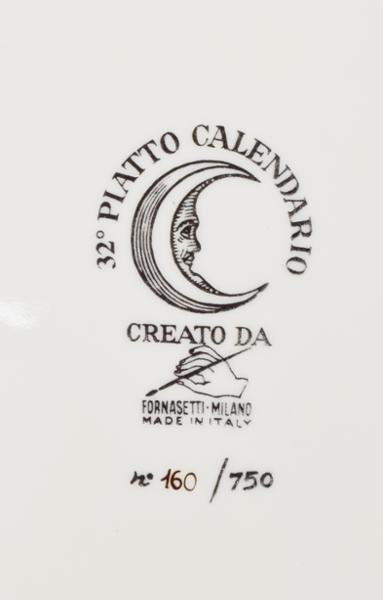 32° PIATTO CALENDARIO
CREATO DA
FORNASETTI·MILANO
MADE IN ITALY
n° 160 /750